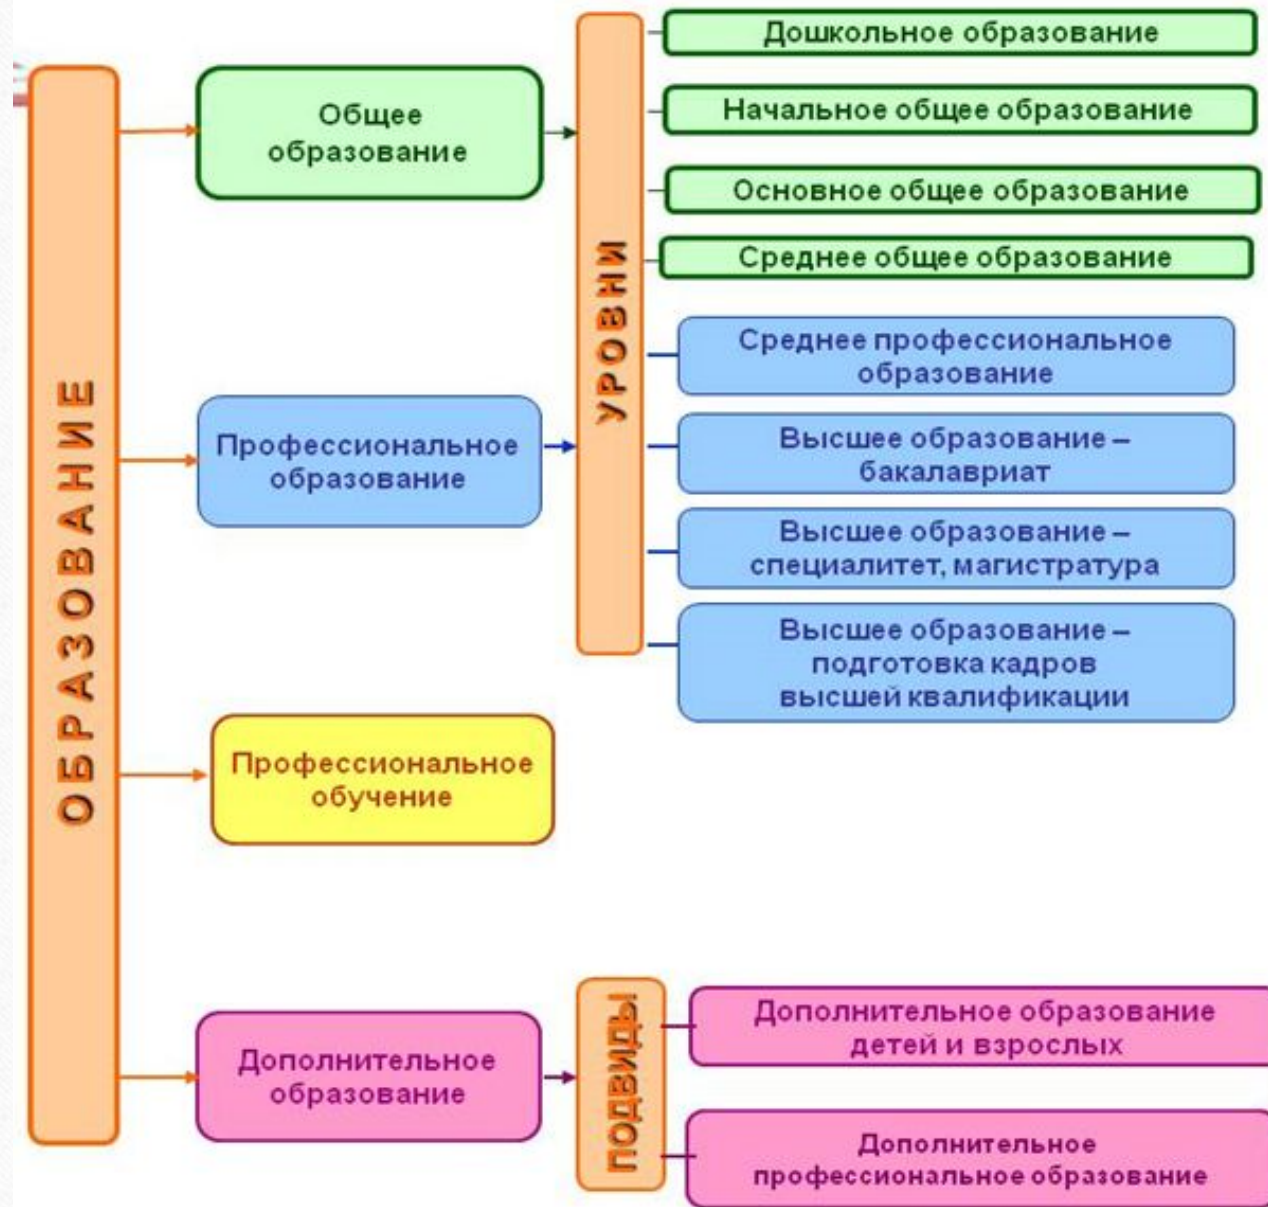 ОБРАЗОВАНИЕ
Общее
образование
Профессиональное
образование
Профессиональное
обучение
Дополнительное
образование
УРОВНИ
Дошкольное образование
Начальное общее образование
Основное общее образование
Среднее общее образование
Среднее профессиональное
образование
Высшее образование –
бакалавриат
Высшее образование –
специалитет, магистратура
Высшее образование –
подготовка кадров
высшей квалификации
ПОДВИДЫ
Дополнительное образование
детей и взрослых
Дополнительное
профессиональное образование